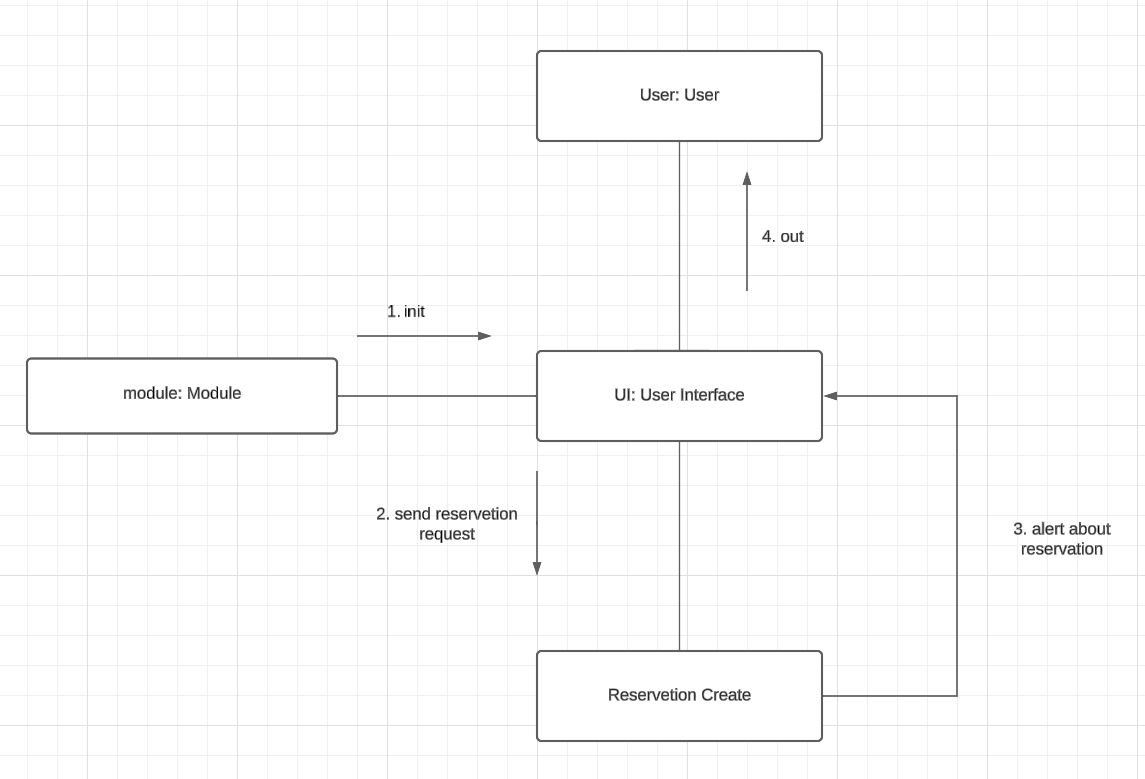 User: User
4. out
1. init
module: Module
UI: User Interface
2. send reservetion
request
3. alert about
reservation
Reservetion Create